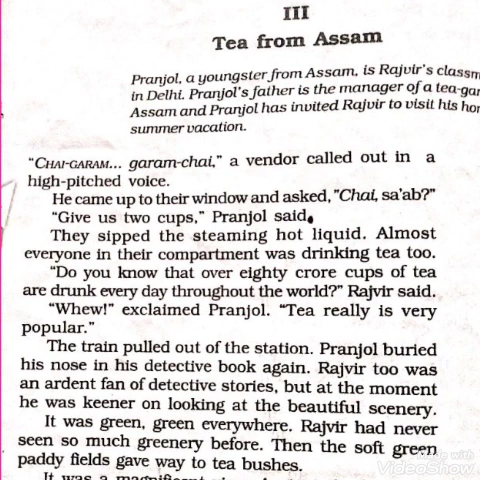 III
Tea from Assam
Pranjol, a youngster from Assam, is Rajvir's
in Delhi. Pranjol's father is the manager of a
Assam and Pranjol has invited Rajvir to visit his
summer vacation.
"CHAI-GARAM... garam-chai," a vendor called out in a
high-pitched voice.
He came up to their window and asked, "Chai, sa'ab?"
"Give us two cups," Pranjol said.
They sipped the steaming hot liquid. Almost
everyone in their compartment was drinking tea too.
"Do you know that over eighty crore cups of tea
are drunk every day throughout the world?" Rajvir said.
"Whew!" exclaimed Pranjol. "Tea really is very
popular."
The train pulled out of the station. Pranjol buried
his nose in his detective book again. Rajvir too was
an ardent fan of detective stories, but at the moment
he was keener on looking at the beautiful scenery.
It was green, green everywhere. Rajvir had never
seen so much greenery before. Then the soft green
paddy fields gave way to tea bushes.
It was a magnificent
Made with
VideoShow